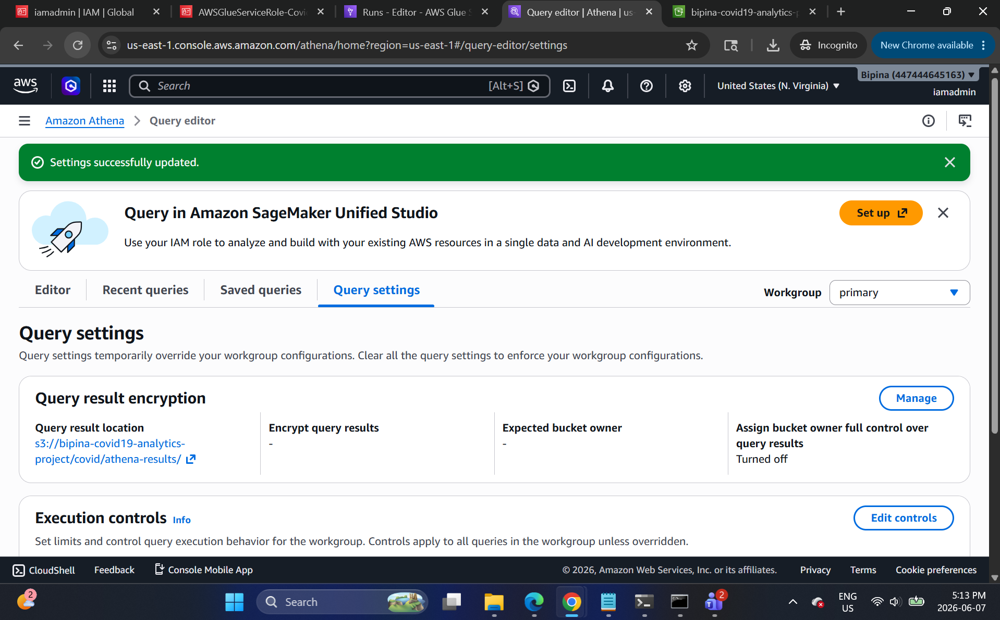 iamadmin | IAM | Global
AWSGlueServiceRole-Covid
Runs - Editor - AWS Glue S
Query editor | Athena | us-
bipina-covid19-analytics-p
us-east-1.console.aws.amazon.com/athena/home?region=us-east-1#/query-editor/settings
Incognito
New Chrome available
aws
Search
[Alt+S]
United States (N. Virginia)
Bipina (447444645163)
iamadmin
Amazon Athena
Query editor
Settings successfully updated.
Query in Amazon SageMaker Unified Studio
Set up
Use your IAM role to analyze and build with your existing AWS resources in a single data and AI development environment.
Editor
Recent queries
Saved queries
Query settings
Workgroup
primary
Query settings
Query settings temporarily override your workgroup configurations. Clear all the query settings to enforce your workgroup configurations.
Query result encryption
Manage
Query result location
s3://bipina-covid19-analytics-
project/covid/athena-results/
Encrypt query results
-
Expected bucket owner
-
Assign bucket owner full control over
query results
Turned off
Execution controls
Info
Edit controls
Set limits and control query execution behavior for the workgroup. Controls apply to all queries in the workgroup unless overridden.
CloudShell
Feedback
Console Mobile App
© 2026, Amazon Web Services, Inc. or its affiliates.
Privacy
Terms
Cookie preferences
2
Search
2
ENG
US
5:13 PM
2026-06-07